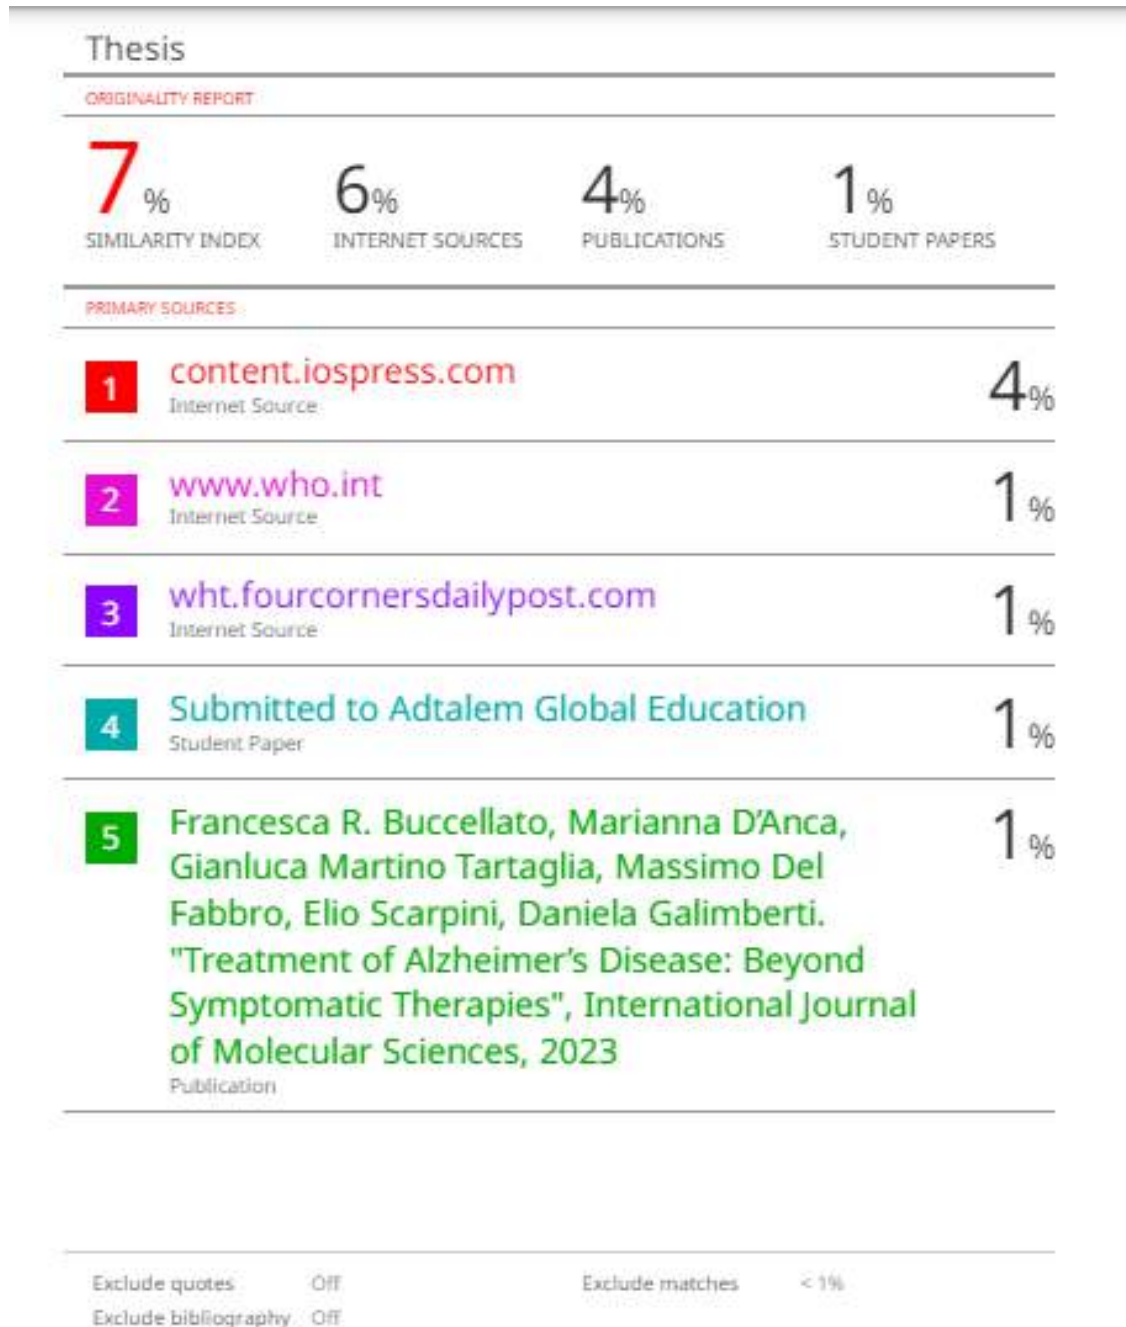 Thesis
ORIGINALITY REPORT
7% 6% 4% 1%
SIMILARITY INDEX INTERNET SOURCES PUBLICATIONS STUDENT PAPERS
PRIMARY SOURCES
1 content.iospress.com 4%
Internet Source
2 www.who.int 1%
Internet Source
3 wht.fourcornersdailypost.com 1%
Internet Source
4 Submitted to Adtalem Global Education 1%
Student Paper
5 Francesca R. Buccellato, Marianna D'Anca, 1%
Gianluca Martino Tartaglia, Massimo Del
Fabbro, Elio Scarpini, Daniela Galimberti.
"Treatment of Alzheimer's Disease: Beyond
Symptomatic Therapies", International Journal
of Molecular Sciences, 2023
Publication
Exclude quotes Off Exclude matches < 1%
Exclude bibliography Off